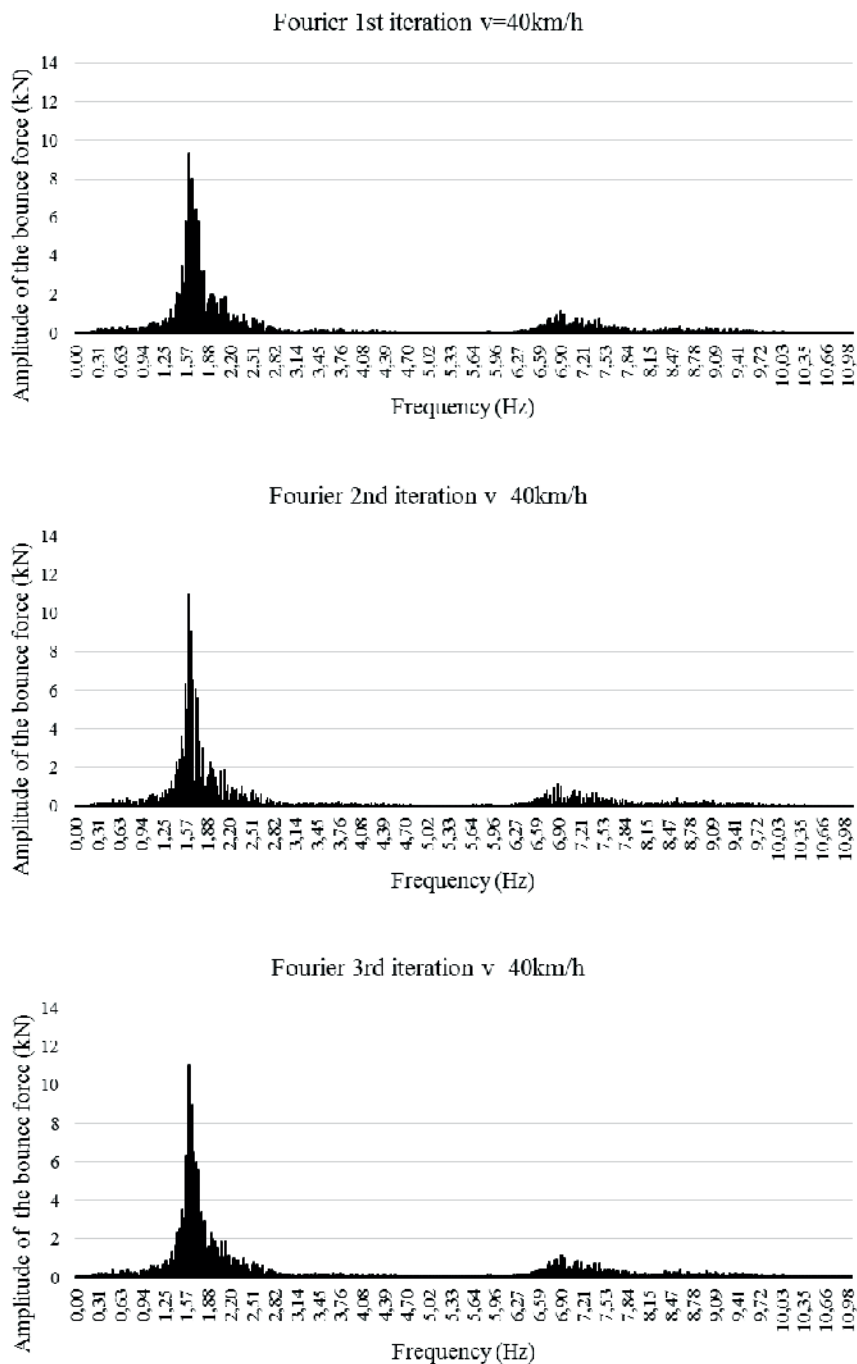 Fourier 1st iteration v=40km/h
Amplitude of the bounce force (kN)
14
12
10
8
6
4
2
0
0,00 0,31 0,63 0,94 1,25 1,57 1,88 2,20 2,51 2,82 3,14 3,45 3,76 4,08 4,39 4,70 5,02 5,33 5,64 5,96 6,27 6,59 6,90 7,21 7,53 7,84 8,15 8,47 8,78 9,09 9,41 9,72 10,03 10,35 10,66 10,98
Frequency (Hz)
Fourier 2nd iteration v 40km/h
Amplitude of the bounce force (kN)
14
12
10
8
6
4
2
0
0,00 0,31 0,63 0,94 1,25 1,57 1,88 2,20 2,51 2,82 3,14 3,45 3,76 4,08 4,39 4,70 5,02 5,33 5,64 5,96 6,27 6,59 6,90 7,21 7,53 7,84 8,15 8,47 8,78 9,09 9,41 9,72 10,03 10,35 10,66 10,98
Frequency (Hz)
Fourier 3rd iteration v 40km/h
Amplitude of the bounce force (kN)
14
12
10
8
6
4
2
0
0,00 0,31 0,63 0,94 1,25 1,57 1,88 2,20 2,51 2,82 3,14 3,45 3,76 4,08 4,39 4,70 5,02 5,33 5,64 5,96 6,27 6,59 6,90 7,21 7,53 7,84 8,15 8,47 8,78 9,09 9,41 9,72 10,03 10,35 10,66 10,98
Frequency (Hz)